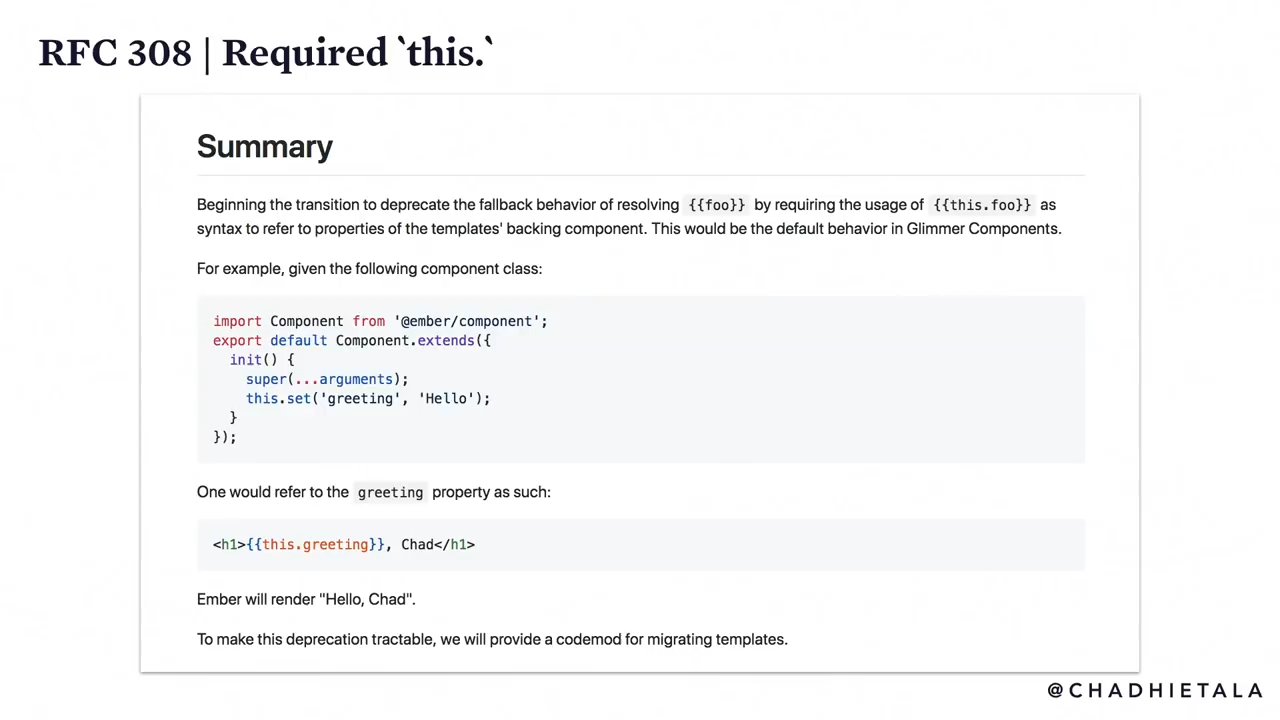 RFC 308 | Required `this.`
Summary
Beginning the transition to deprecate the fallback behavior of resolving {{foo}} by requiring the usage of {{this.foo}} as
syntax to refer to properties of the templates' backing component. This would be the default behavior in Glimmer Components.
For example, given the following component class:
import Component from '@ember/component';
export default Component.extends({
  init() {
    super(...arguments);
    this.set('greeting', 'Hello');
  }
});
One would refer to the greeting property as such:
<h1>{{this.greeting}}, Chad</h1>
Ember will render "Hello, Chad".
To make this deprecation tractable, we will provide a codemod for migrating templates.
@CHADHIETALA